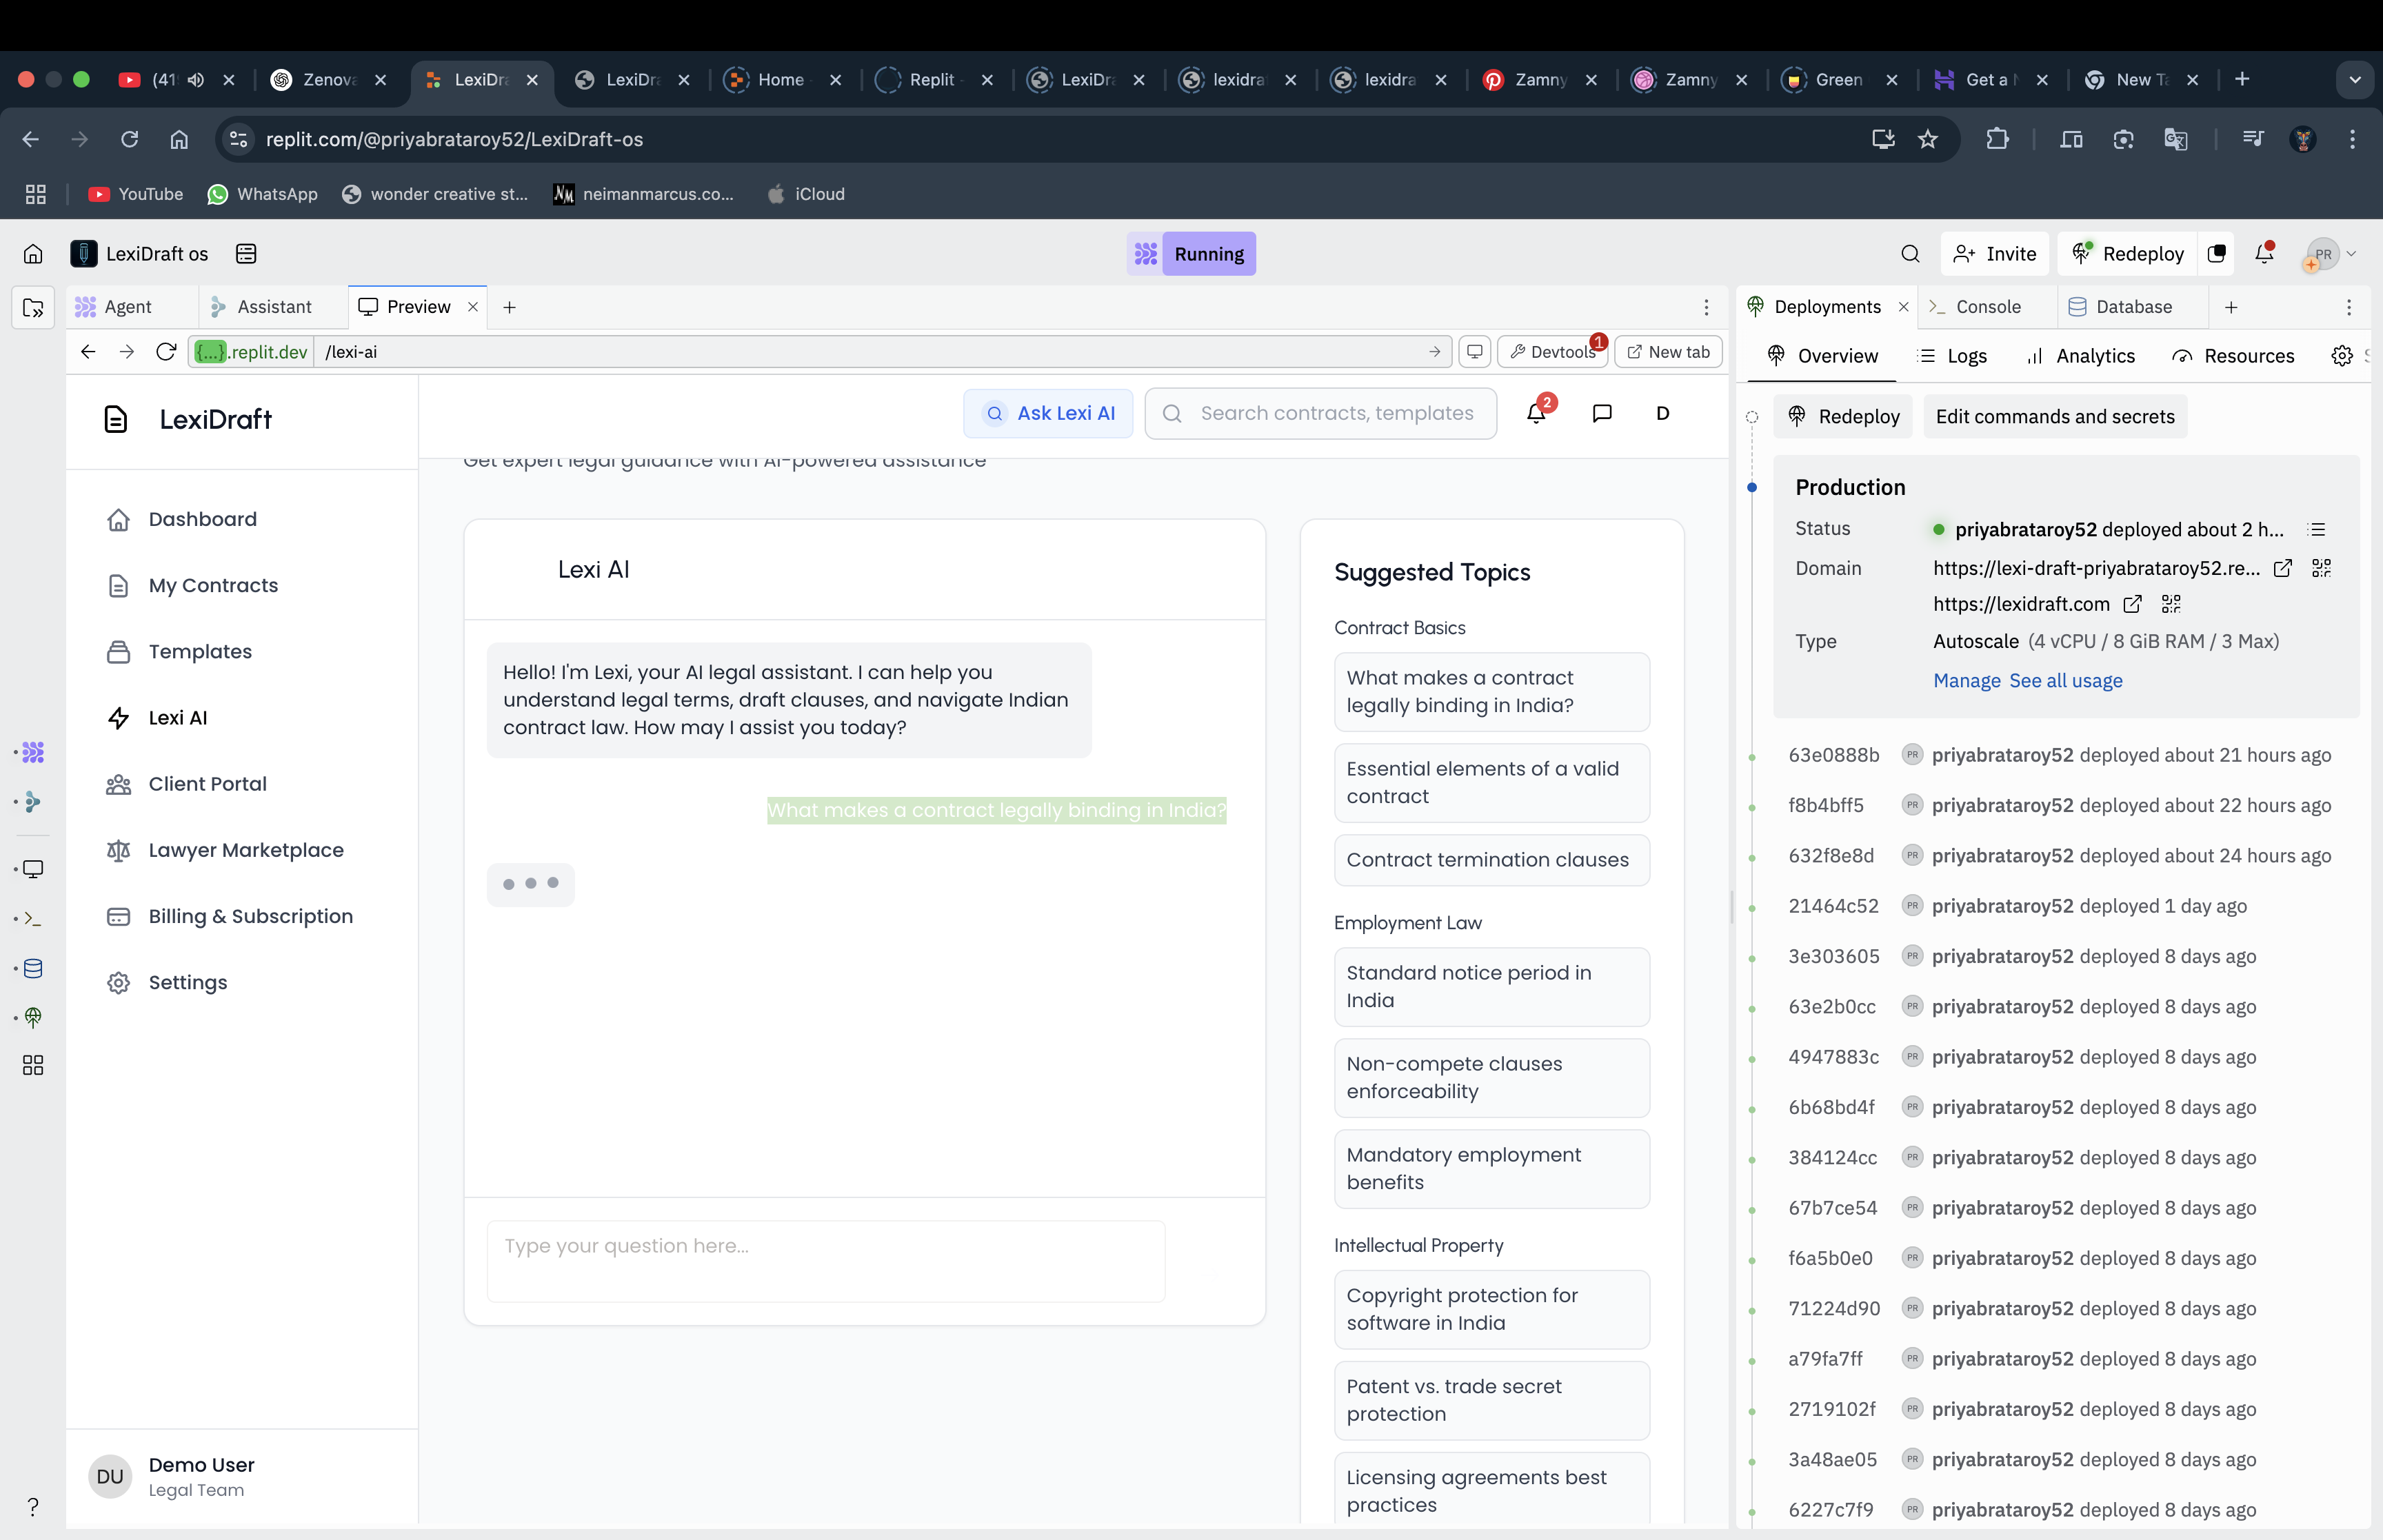 (41
Zenova
LexiDra
LexiDra
Home -
Replit -
LexiDra
lexidra
lexidra
Zamny
Zamny
Green
Get a N
New Ta
replit.com/@priyabrataroy52/LexiDraft-os
YouTube
WhatsApp
wonder creative st...
neimanmarcus.co...
iCloud
LexiDraft os
Running
Invite
Redeploy
PR
Agent
Assistant
Preview
Deployments
Console
Database
{...}.replit.dev
/lexi-ai
Devtools
1
New tab
Overview
Logs
Analytics
Resources
LexiDraft
Ask Lexi AI
Search contracts, templates
2
D
Get expert legal guidance with AI-powered assistance
Dashboard
My Contracts
Templates
Lexi AI
Client Portal
Lawyer Marketplace
Billing & Subscription
Settings
DU
Demo User
Legal Team
Lexi AI
Hello! I'm Lexi, your AI legal assistant. I can help you
understand legal terms, draft clauses, and navigate Indian
contract law. How may I assist you today?
What makes a contract legally binding in India?
Type your question here...
Suggested Topics
Contract Basics
What makes a contract
legally binding in India?
Essential elements of a valid
contract
Contract termination clauses
Employment Law
Standard notice period in
India
Non-compete clauses
enforceability
Mandatory employment
benefits
Intellectual Property
Copyright protection for
software in India
Patent vs. trade secret
protection
Licensing agreements best
practices
Redeploy
Edit commands and secrets
Production
Status
priyabrataroy52 deployed about 2 h...
Domain
https://lexi-draft-priyabrataroy52.re...
https://lexidraft.com
Type
Autoscale (4 vCPU / 8 GiB RAM / 3 Max)
Manage See all usage
63e0888b PR priyabrataroy52 deployed about 21 hours ago
f8b4bff5 PR priyabrataroy52 deployed about 22 hours ago
632f8e8d PR priyabrataroy52 deployed about 24 hours ago
21464c52 PR priyabrataroy52 deployed 1 day ago
3e303605 PR priyabrataroy52 deployed 8 days ago
63e2b0cc PR priyabrataroy52 deployed 8 days ago
4947883c PR priyabrataroy52 deployed 8 days ago
6b68bd4f PR priyabrataroy52 deployed 8 days ago
384124cc PR priyabrataroy52 deployed 8 days ago
67b7ce54 PR priyabrataroy52 deployed 8 days ago
f6a5b0e0 PR priyabrataroy52 deployed 8 days ago
71224d90 PR priyabrataroy52 deployed 8 days ago
a79fa7ff PR priyabrataroy52 deployed 8 days ago
2719102f PR priyabrataroy52 deployed 8 days ago
3a48ae05 PR priyabrataroy52 deployed 8 days ago
6227c7f9 PR priyabrataroy52 deployed 8 days ago